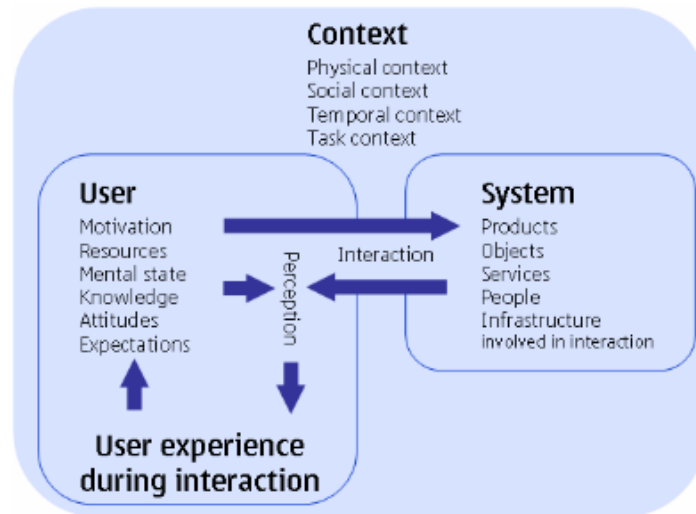 Context
Physical context
Social context
Temporal context
Task context
User
Motivation
Resources
Mental state
Knowledge
Attitudes
Expectations
Perception
Interaction
System
Products
Objects
Services
People
Infrastructure
involved in interaction
User experience
during interaction